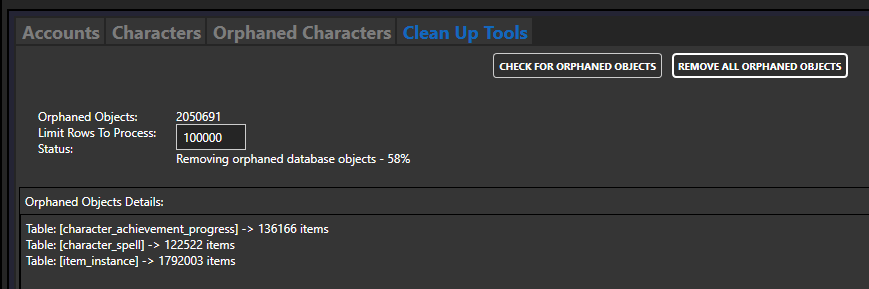 Accounts Characters Orphaned Characters Clean Up Tools
CHECK FOR ORPHANED OBJECTS REMOVE ALL ORPHANED OBJECTS
Orphaned Objects: 2050691
Limit Rows To Process: 100000
Status:
Removing orphaned database objects - 58%
Orphaned Objects Details:
Table: [character_achievement_progress] -> 136166 items
Table: [character_spell] -> 122522 items
Table: [item_instance] -> 1792003 items